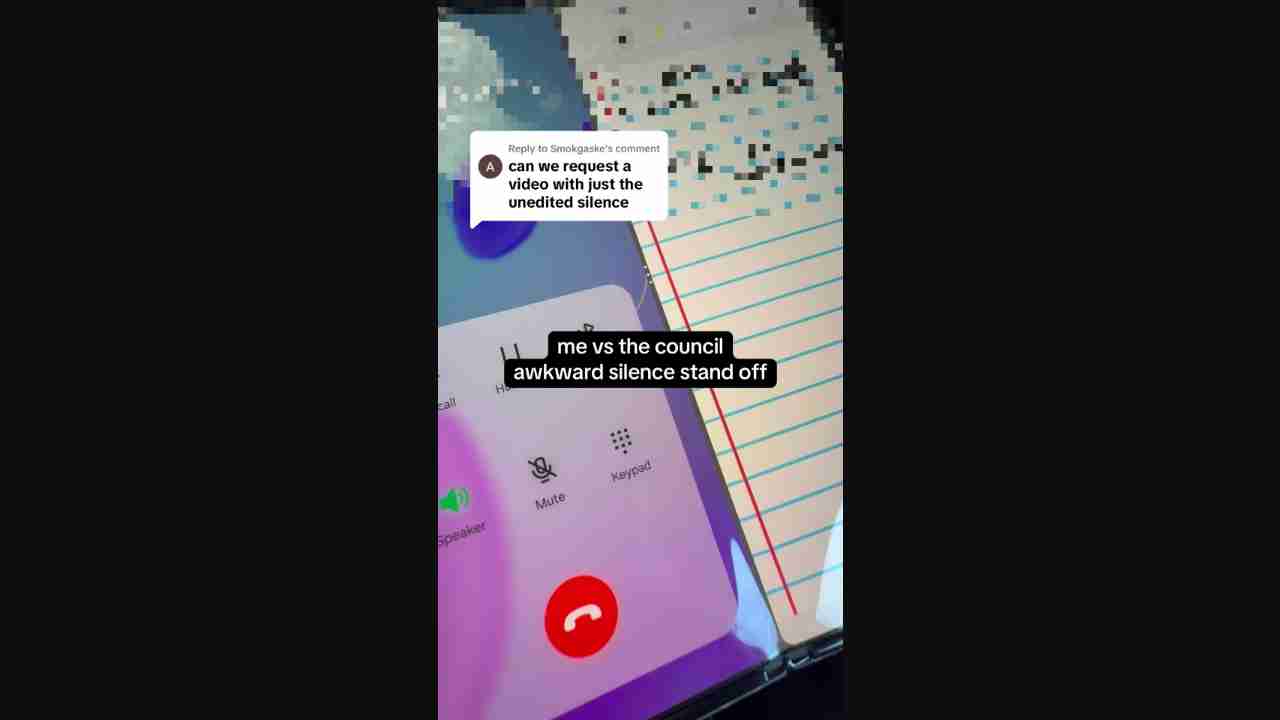 Reply to Smokgaske's comment
A
can we request a
video with just the
unedited silence
me vs the council
awkward silence stand off
call
Speaker
Mute
Keypad